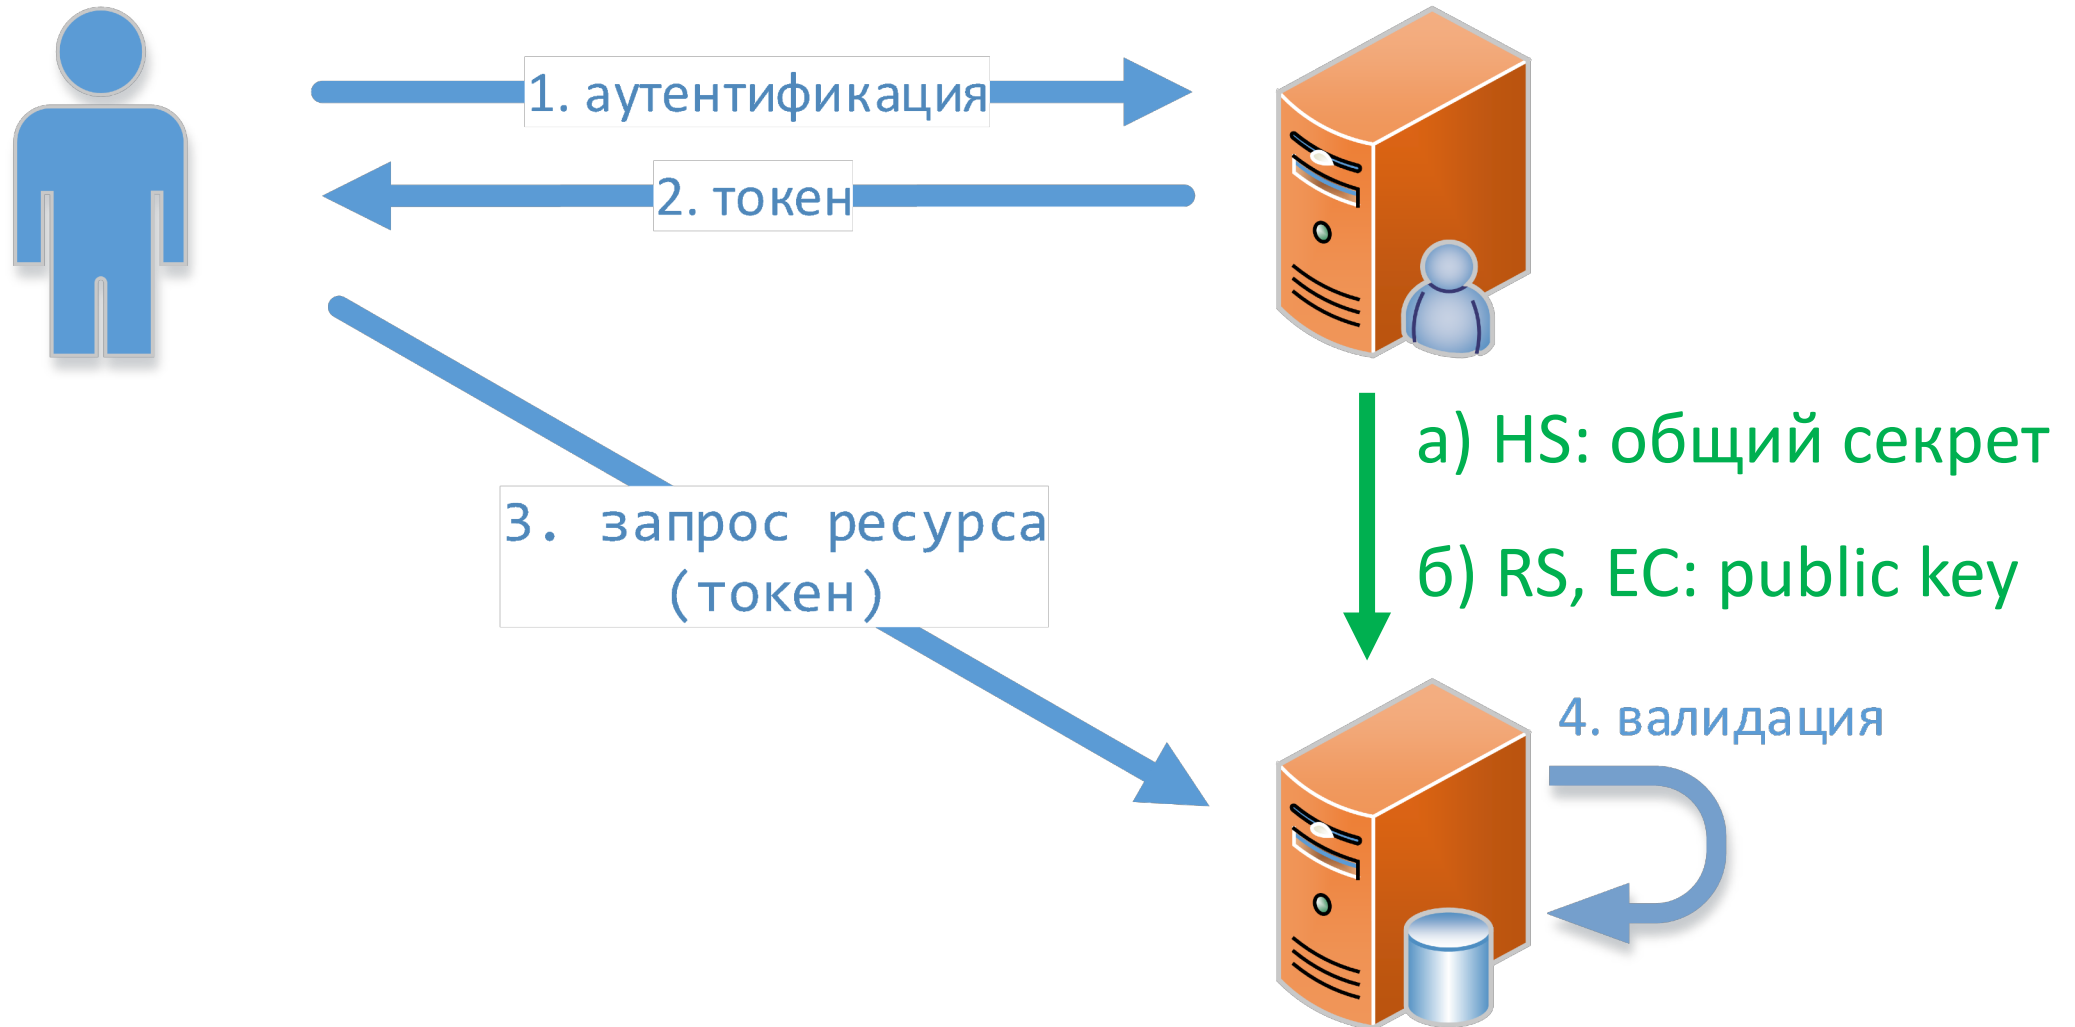 1. аутентификация
2. токен
а) HS: общий секрет
3. запрос ресурса
(токен)
б) RS, EC: public key
4. валидация